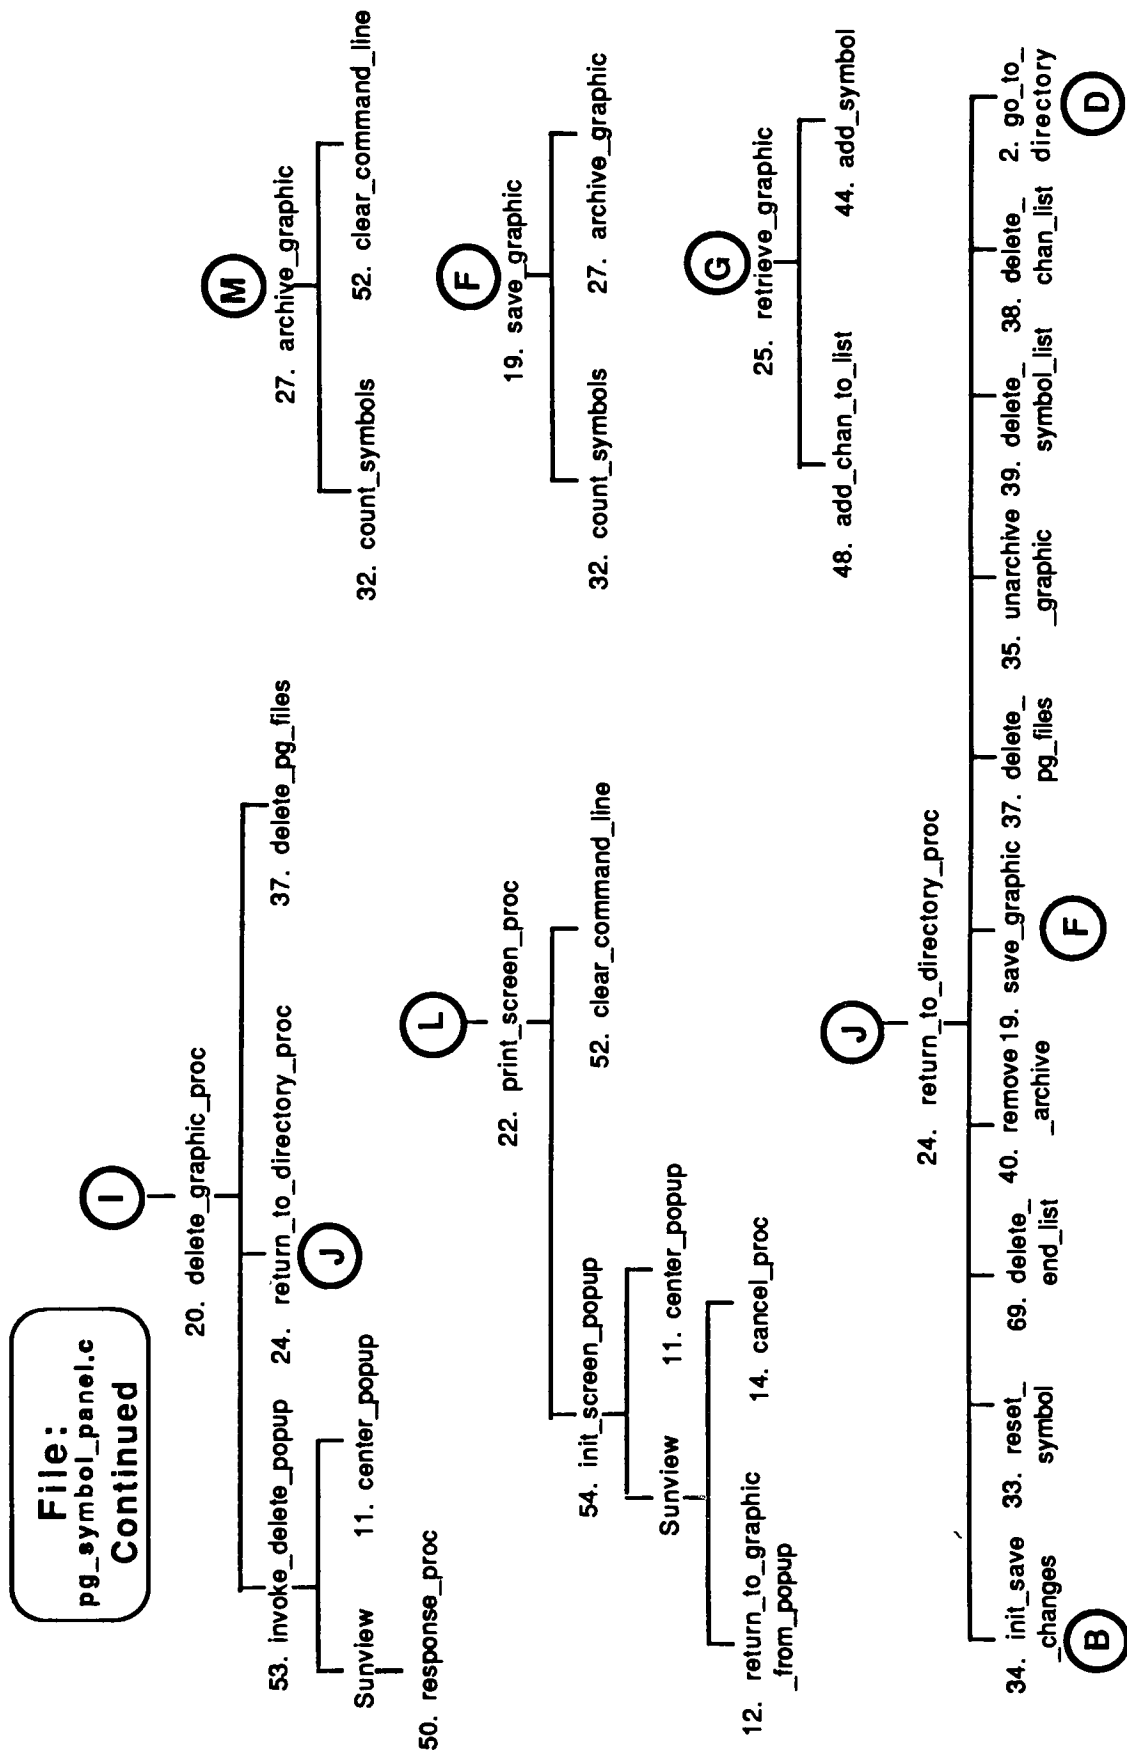 File:
pg_symbol_panel.c
Continued
I
20. delete_graphic_proc
53. invoke_delete_popup 24. return_to_directory_proc 37. delete_pg_files
J
Sunview 11. center_popup
50. response_proc
L
22. print_screen_proc
54. init_screen_popup 52. clear_command_line
Sunview 11. center_popup
12. return_to_graphic
_from_popup
14. cancel_proc
M
27. archive_graphic
32. count_symbols 52. clear_command_line
F
19. save_graphic
32. count_symbols 27. archive_graphic
G
25. retrieve_graphic
48. add_chan_to_list 44. add_symbol
J
24. return_to_directory_proc
34. init_save
_changes
B
33. reset_
symbol
69. delete_
end_list
40. remove
_archive
19. save_graphic
F
37. delete_
pg_files
35. unarchive
_graphic
39. delete_
symbol_list
38. delete_
chan_list
2. go_to_
directory
D